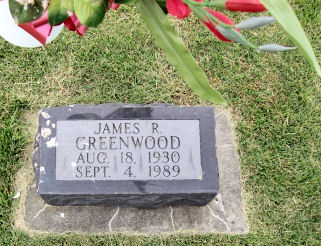 JAMES R.
GREENWOOD
AUG. 18, 1930
SEPT. 4, 1989